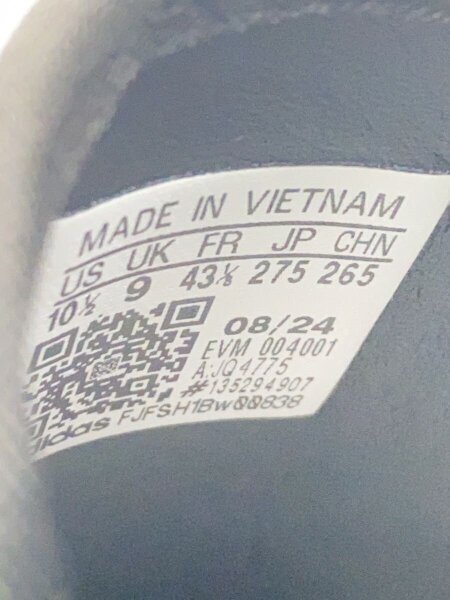 MADE IN VIETNAM
US UK FR JP CHN
10½ 9 43⅓ 275 265
08/24
EVM 004001
A:JQ4775
#135294907
adidas FJFSH1Bw00838